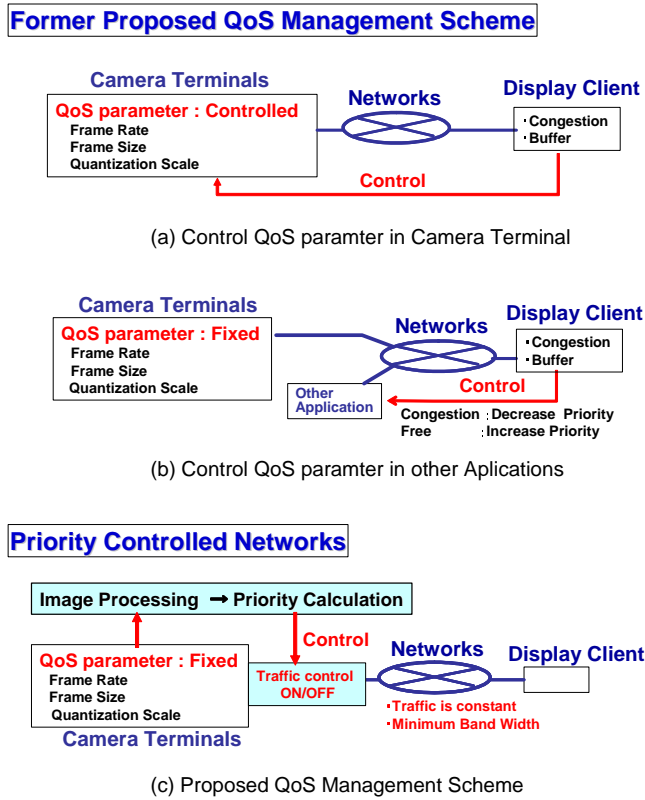 Former Proposed QoS Management Scheme
Camera Terminals
QoS parameter : Controlled
Frame Rate
Frame Size
Quantization Scale
Networks
Display Client
・Congestion
・Buffer
Control
(a) Control QoS paramter in Camera Terminal
Camera Terminals
QoS parameter : Fixed
Frame Rate
Frame Size
Quantization Scale
Other
Application
Networks
Display Client
・Congestion
・Buffer
Control
Congestion : Decrease Priority
Free : Increase Priority
(b) Control QoS paramter in other Aplications
Priority Controlled Networks
Image Processing → Priority Calculation
Control
QoS parameter : Fixed
Frame Rate
Frame Size
Quantization Scale
Camera Terminals
Traffic control
ON/OFF
Networks
・Traffic is constant
・Minimum Band Width
Display Client
(c) Proposed QoS Management Scheme